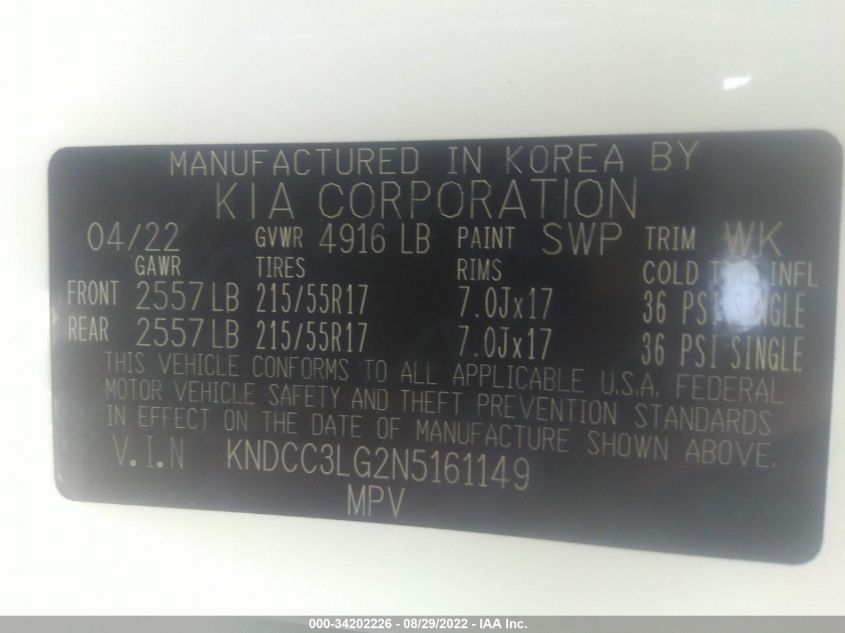 MANUFACTURED IN KOREA BY
KIA CORPORATION
04/22 GVWR 4916 LB PAINT SWP TRIM WK
GAWR TIRES RIMS COLD INFL
FRONT 2557 LB 215/55R17 7.0Jx17 36 PSI SINGLE
REAR 2557 LB 215/55R17 7.0Jx17 36 PSI SINGLE
THIS VEHICLE CONFORMS TO ALL APPLICABLE U.S.A. FEDERAL
MOTOR VEHICLE SAFETY AND THEFT PREVENTION STANDARDS
IN EFFECT ON THE DATE OF MANUFACTURE SHOWN ABOVE.
V.I.N KNDCC3LG2N5161149
MPV
000-34202226 - 08/29/2022 - IAA Inc.